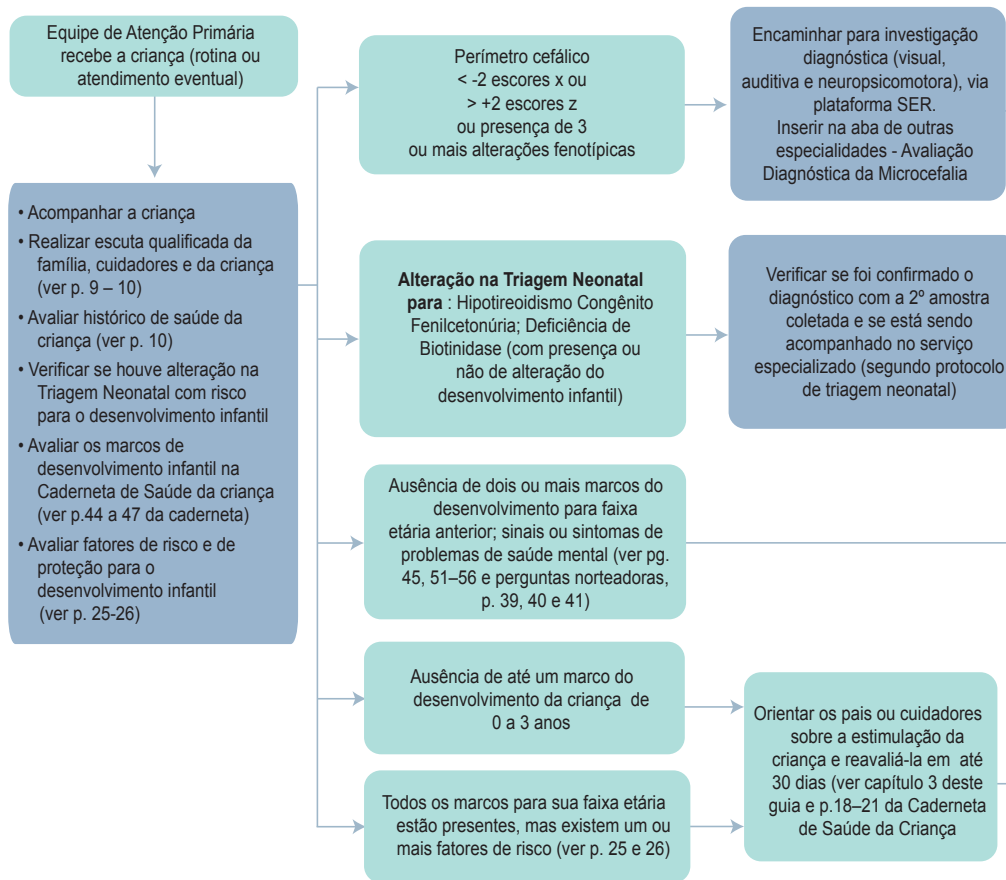 Equipe de Atenção Primária
recebe a criança (rotina ou
atendimento eventual)
• Acompanhar a criança
• Realizar escuta qualificada da
família, cuidadores e da criança
(ver p. 9 – 10)
• Avaliar histórico de saúde da
criança (ver p. 10)
• Verificar se houve alteração na
Triagem Neonatal com risco
para o desenvolvimento infantil
• Avaliar os marcos de
desenvolvimento infantil na
Caderneta de Saúde da criança
(ver p.44 a 47 da caderneta)
• Avaliar fatores de risco e de
proteção para o
desenvolvimento infantil
(ver p. 25-26)
Perímetro cefálico
< -2 escores x ou
> +2 escores z
ou presença de 3
ou mais alterações fenotípicas
Encaminhar para investigação
diagnóstica (visual,
auditiva e neuropsicomotora), via
plataforma SER.
Inserir na aba de outras
especialidades - Avaliação
Diagnóstica da Microcefalia
Alteração na Triagem Neonatal
para : Hipotireoidismo Congênito
Fenilcetonúria; Deficiência de
Biotinidase (com presença ou
não de alteração do
desenvolvimento infantil)
Verificar se foi confirmado o
diagnóstico com a 2º amostra
coletada e se está sendo
acompanhado no serviço
especializado (segundo protocolo
de triagem neonatal)
Ausência de dois ou mais marcos do
desenvolvimento para faixa
etária anterior; sinais ou sintomas de
problemas de saúde mental (ver pg.
45, 51–56 e perguntas norteadoras,
p. 39, 40 e 41)
Ausência de até um marco do
desenvolvimento da criança de
0 a 3 anos
Todos os marcos para sua faixa etária
estão presentes, mas existem um ou
mais fatores de risco (ver p. 25 e 26)
Orientar os pais ou cuidadores
sobre a estimulação da
criança e reavaliá-la em até
30 dias (ver capítulo 3 deste
guia e p.18–21 da Caderneta
de Saúde da Criança